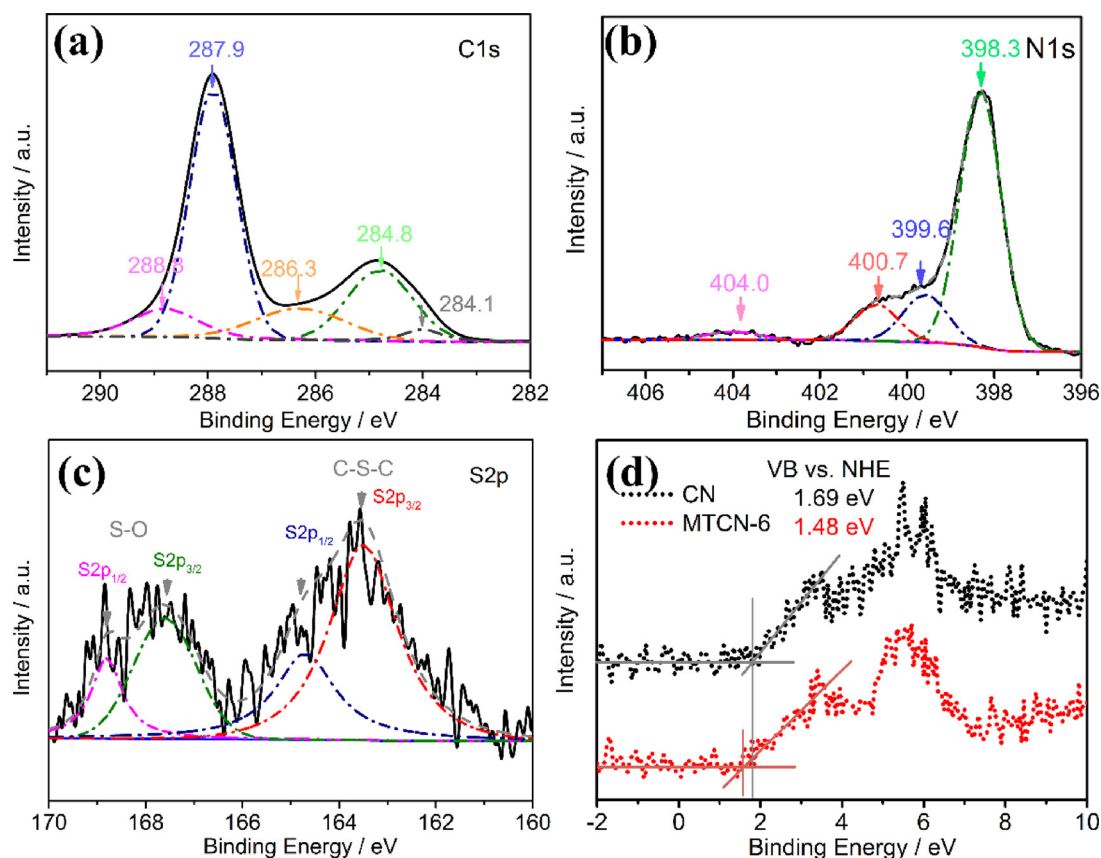 (a)
C1s
287.9
288.8
286.3
284.8
284.1
Intensity / a.u.
290 288 286 284 282
Binding Energy / eV
(b)
N1s
398.3
399.6
400.7
404.0
Intensity / a.u.
406 404 402 400 398 396
Binding Energy / eV
(c)
S2p
C-S-C
S2p3/2
S2p1/2
S-O
S2p1/2
S2p3/2
Intensity / a.u.
170 168 166 164 162 160
Binding Energy / eV
(d)
VB vs. NHE
CN 1.69 eV
MTCN-6 1.48 eV
Intensity / a.u.
-2 0 2 4 6 8 10
Binding Energy / eV